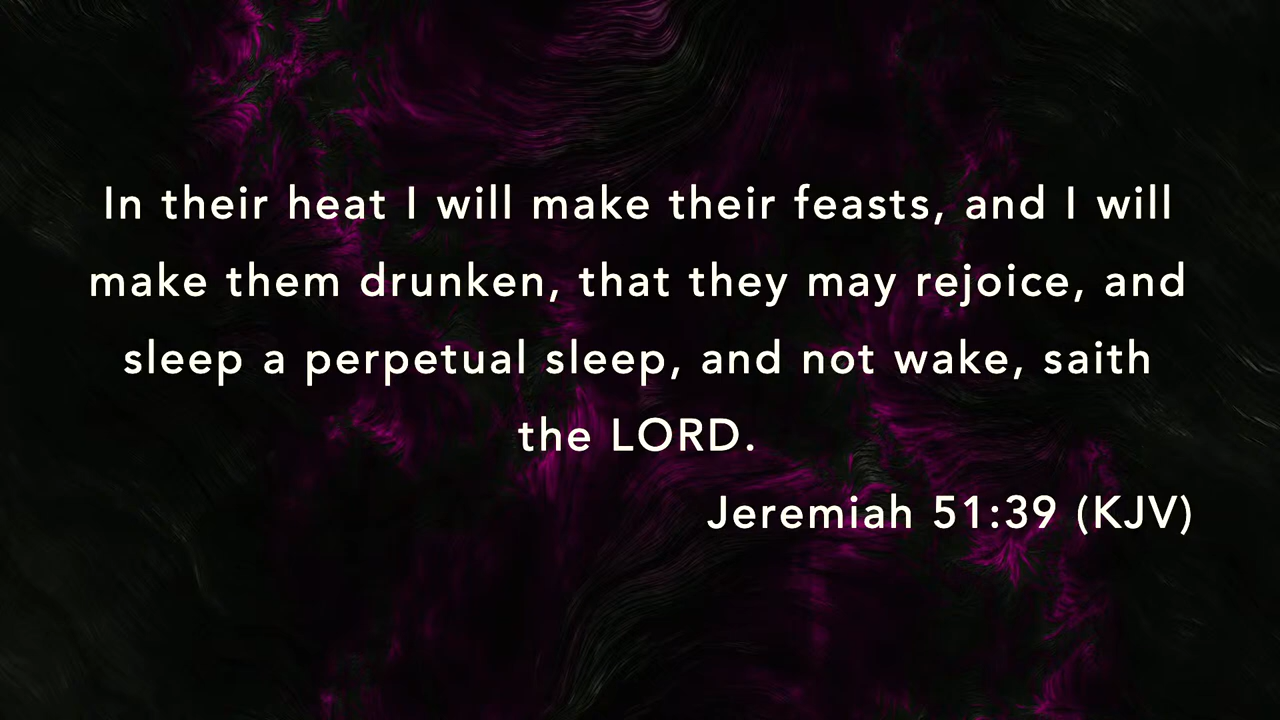 In their heat I will make their feasts, and I will
make them drunken, that they may rejoice, and
sleep a perpetual sleep, and not wake, saith
the LORD.
Jeremiah 51:39 (KJV)